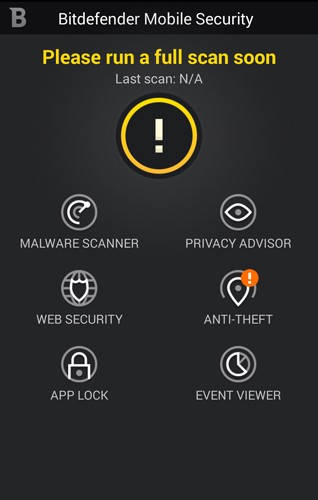 B Bitdefender Mobile Security
Please run a full scan soon
Last scan: N/A
!
MALWARE SCANNER PRIVACY ADVISOR
!
WEB SECURITY ANTI-THEFT
APP LOCK EVENT VIEWER